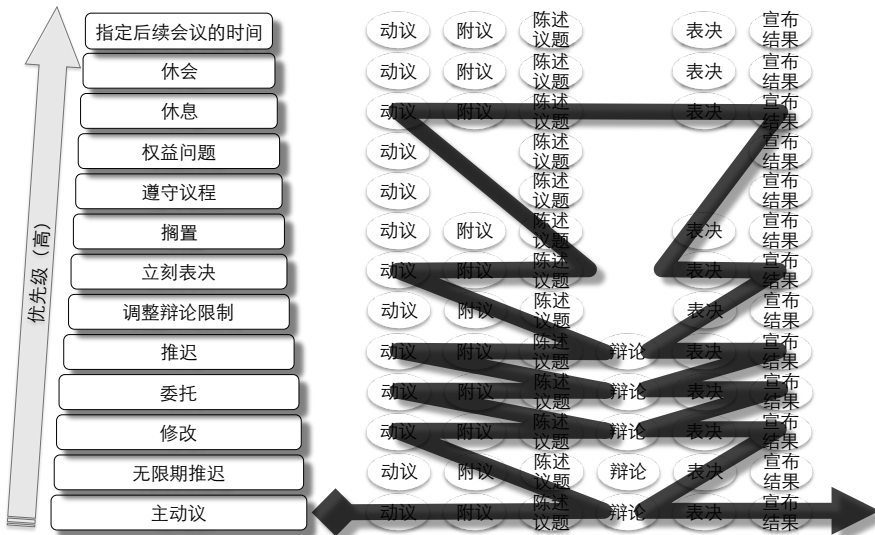 指定后续会议的时间 动议 附议 陈述议题 表决 宣布结果
休会 动议 附议 陈述议题 表决 宣布结果
休息 动议 附议 陈述议题 表决 宣布结果
权益问题 动议 陈述议题 宣布结果
遵守议程 动议 陈述议题 宣布结果
搁置 动议 附议 陈述议题 表决 宣布结果
立刻表决 动议 附议 陈述议题 表决 宣布结果
调整辩论限制 动议 附议 陈述议题 表决 宣布结果
推迟 动议 附议 陈述议题 辩论 表决 宣布结果
委托 动议 附议 陈述议题 辩论 表决 宣布结果
修改 动议 附议 陈述议题 辩论 表决 宣布结果
无限期推迟 动议 附议 陈述议题 辩论 表决 宣布结果
主动议 动议 附议 陈述议题 辩论 表决 宣布结果
优先级（高）